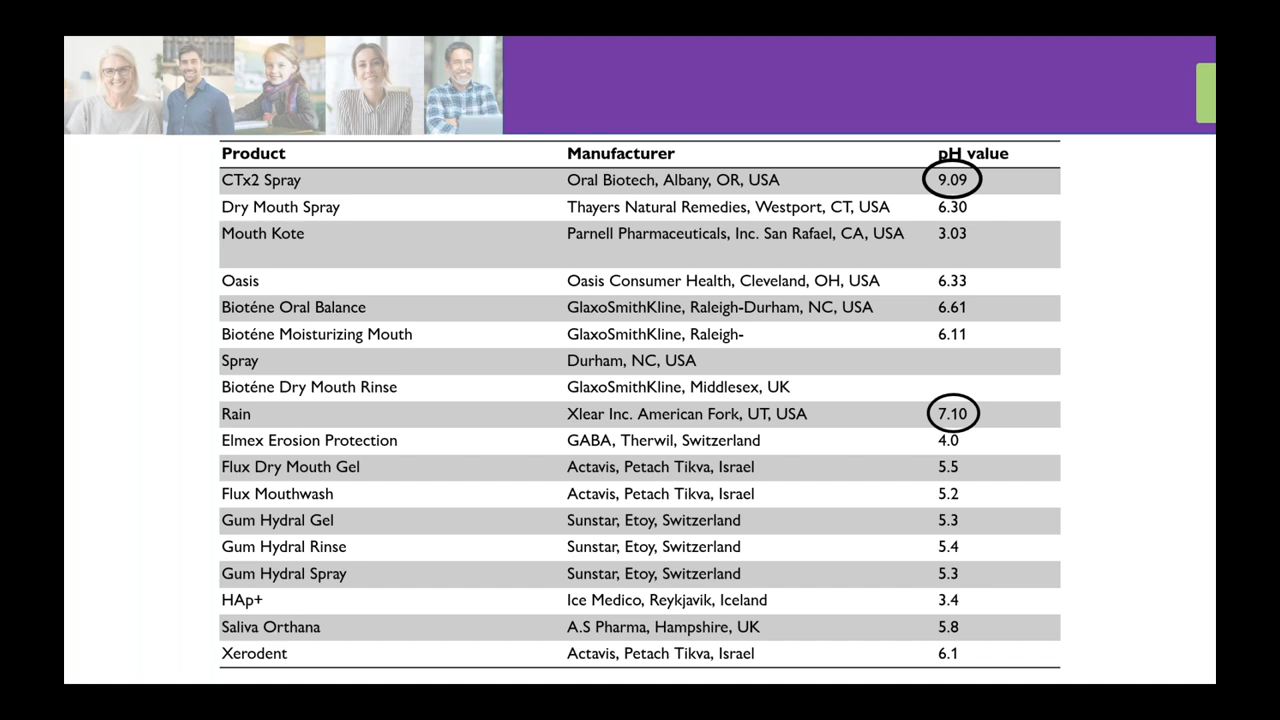 Product Manufacturer pH value
CTx2 Spray Oral Biotech, Albany, OR, USA 9.09
Dry Mouth Spray Thayers Natural Remedies, Westport, CT, USA 6.30
Mouth Kote Parnell Pharmaceuticals, Inc. San Rafael, CA, USA 3.03
Oasis Oasis Consumer Health, Cleveland, OH, USA 6.33
Bioténe Oral Balance GlaxoSmithKline, Raleigh-Durham, NC, USA 6.61
Bioténe Moisturizing Mouth GlaxoSmithKline, Raleigh- 6.11
Spray Durham, NC, USA
Bioténe Dry Mouth Rinse GlaxoSmithKline, Middlesex, UK
Rain Xlear Inc. American Fork, UT, USA 7.10
Elmex Erosion Protection GABA, Therwil, Switzerland 4.0
Flux Dry Mouth Gel Actavis, Petach Tikva, Israel 5.5
Flux Mouthwash Actavis, Petach Tikva, Israel 5.2
Gum Hydral Gel Sunstar, Etoy, Switzerland 5.3
Gum Hydral Rinse Sunstar, Etoy, Switzerland 5.4
Gum Hydral Spray Sunstar, Etoy, Switzerland 5.3
HAp+ Ice Medico, Reykjavik, Iceland 3.4
Saliva Orthana A.S Pharma, Hampshire, UK 5.8
Xerodent Actavis, Petach Tikva, Israel 6.1